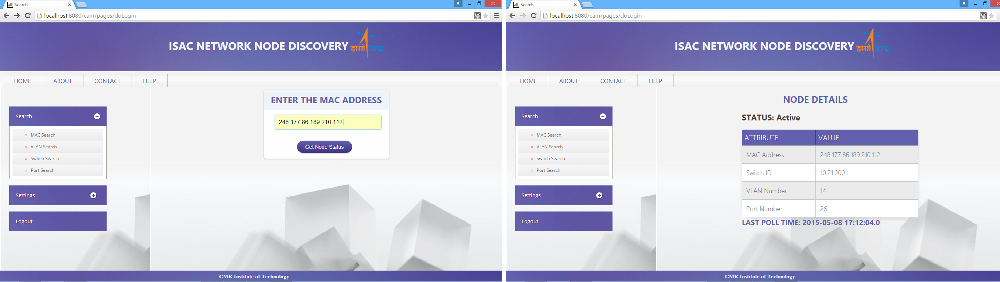 Search
localhost:8080/cam/pages/doLogin
ISAC NETWORK NODE DISCOVERY
इसरो isro
HOME
ABOUT
CONTACT
HELP
Search
» MAC Search
» VLAN Search
» Switch Search
» Port Search
Settings
Logout
ENTER THE MAC ADDRESS
248.177.86.189.210.112
Get Node Status
CMR Institute of Technology
Search
localhost:8080/cam/pages/doLogin
ISAC NETWORK NODE DISCOVERY
इसरो isro
HOME
ABOUT
CONTACT
HELP
Search
» MAC Search
» VLAN Search
» Switch Search
» Port Search
Settings
Logout
NODE DETAILS
STATUS: Active
ATTRIBUTE VALUE
MAC Address 248.177.86.189.210.112
Switch ID 10.21.200.1
VLAN Number 14
Port Number 26
LAST POLL TIME: 2015-05-08 17:12:04.0
CMR Institute of Technology